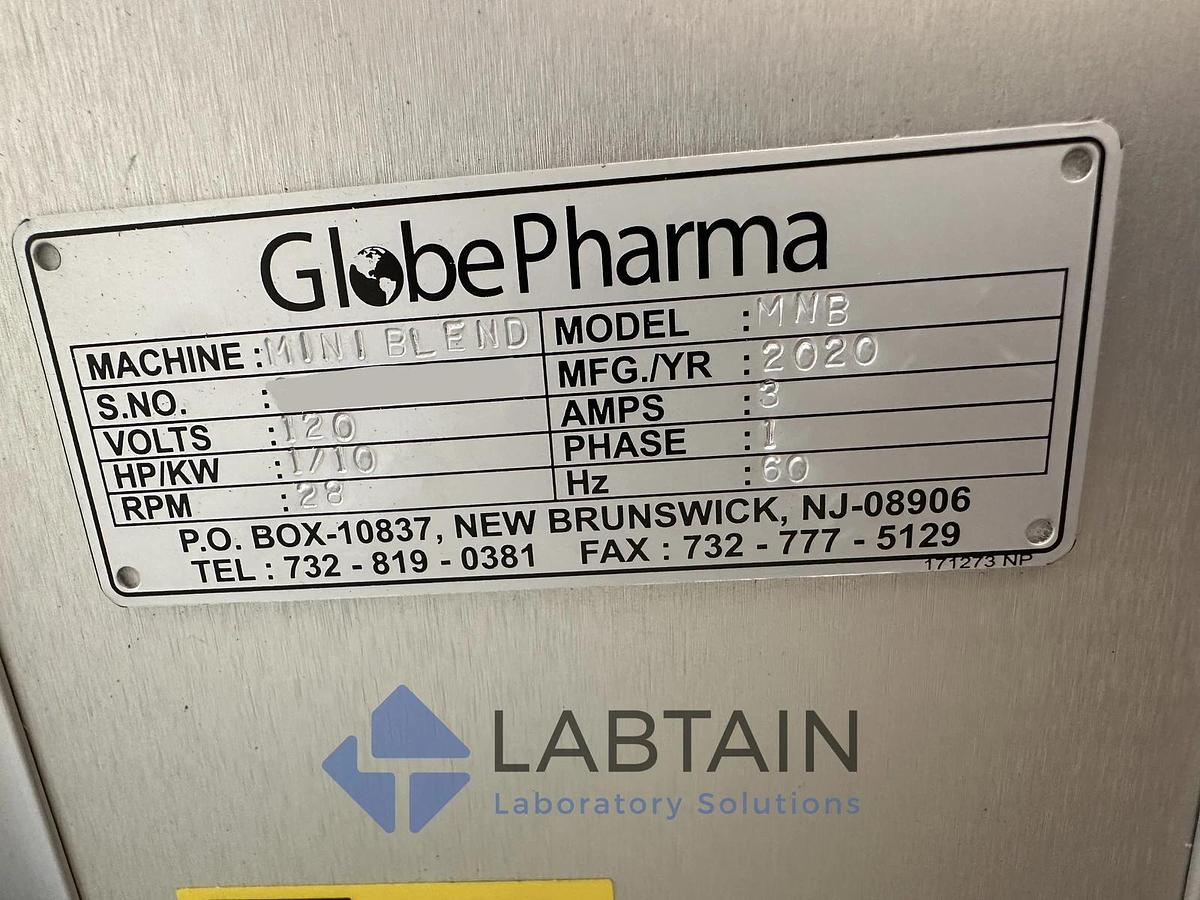 GlobePharma
MACHINE : MINI BLEND MODEL : MNB
S.NO. : MFG./YR : 2020
VOLTS : 120 AMPS : 3
HP/KW : 1/10 PHASE : 1
RPM : 28 Hz : 60
P.O. BOX-10837, NEW BRUNSWICK, NJ-08906
TEL : 732 - 819 - 0381 FAX : 732 - 777 - 5129
171273 NP
LABTAIN
Laboratory Solutions